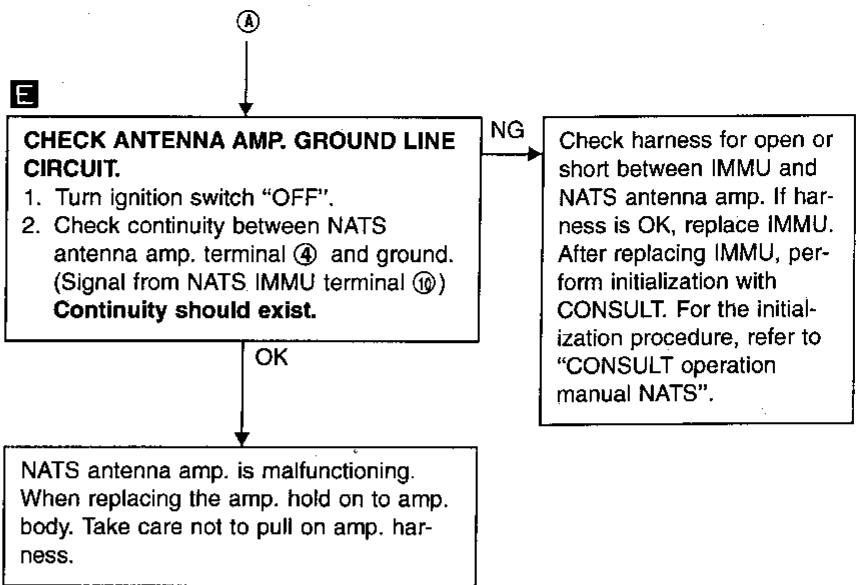 Ⓐ
E
CHECK ANTENNA AMP. GROUND LINE
CIRCUIT.
1. Turn ignition switch “OFF”.
2. Check continuity between NATS
antenna amp. terminal ④ and ground.
(Signal from NATS IMMU terminal ⑩)
Continuity should exist.
NG
Check harness for open or
short between IMMU and
NATS antenna amp. If har-
ness is OK, replace IMMU.
After replacing IMMU, per-
form initialization with
CONSULT. For the initial-
ization procedure, refer to
“CONSULT operation
manual NATS”.
OK
NATS antenna amp. is malfunctioning.
When replacing the amp. hold on to amp.
body. Take care not to pull on amp. har-
ness.